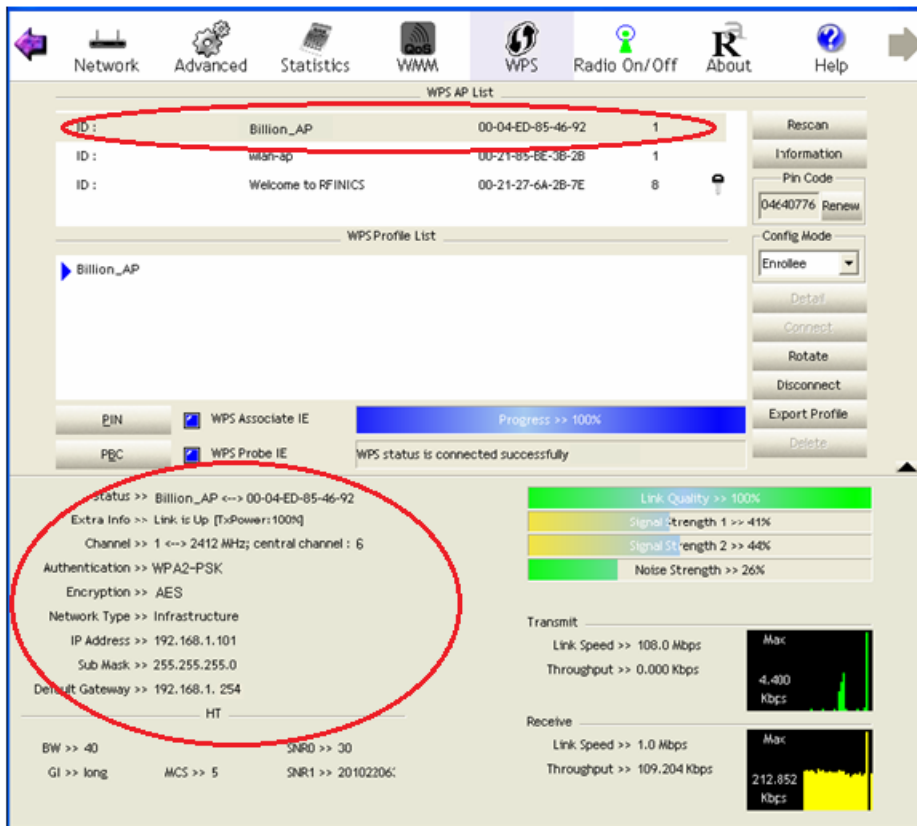 Network Advanced Statistics QoS WMM WPS Radio On/Off R About ? Help
WPS AP List
ID : Billion_AP 00-04-ED-85-46-92 1
ID : wlan-ap 00-21-85-BE-3B-2B 1
ID : Welcome to RFINICS 00-21-27-6A-2B-7E 8
Rescan
Information
Pin Code
04640776 Renew
WPS Profile List
Billion_AP
Config Mode
Enrollee
Detail
Connect
Rotate
Disconnect
Export Profile
Delete
PIN WPS Associate IE Progress >> 100%
PBC WPS Probe IE WPS status is connected successfully
Status >> Billion_AP <--> 00-04-ED-85-46-92
Extra Info >> Link is Up [TxPower:100%]
Channel >> 1 <--> 2412 MHz; central channel : 6
Authentication >> WPA2-PSK
Encryption >> AES
Network Type >> Infrastructure
IP Address >> 192.168.1.101
Sub Mask >> 255.255.255.0
Default Gateway >> 192.168.1. 254
HT
BW >> 40 SNR0 >> 30
GI >> long MCS >> 5 SNR1 >> 20102206
Link Quality >> 100%
Signal Strength 1 >> 41%
Signal Strength 2 >> 44%
Noise Strength >> 26%
Transmit
Link Speed >> 108.0 Mbps
Throughput >> 0.000 Kbps
Max
4.400
Kbps
Receive
Link Speed >> 1.0 Mbps
Throughput >> 109.204 Kbps
Max
212.852
Kbps